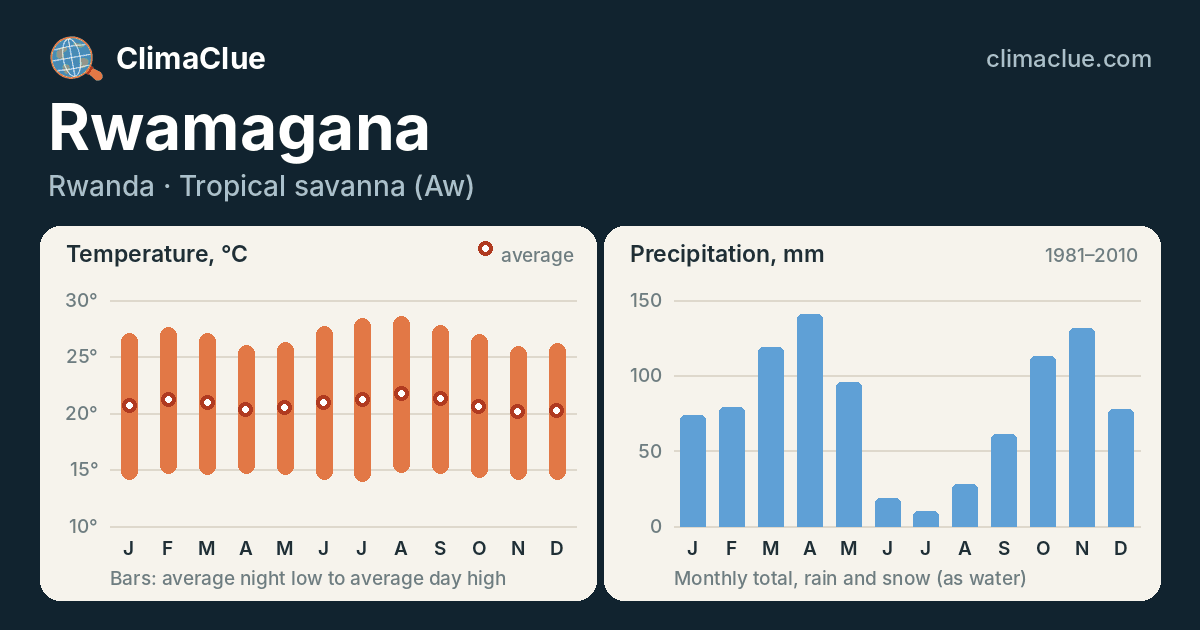 ClimaClue
climaclue.com
Rwamagana
Rwanda · Tropical savanna (Aw)
Temperature, °C
average
30°
25°
20°
15°
10°
J F M A M J J A S O N D
Bars: average night low to average day high
Precipitation, mm
1981–2010
150
100
50
0
J F M A M J J A S O N D
Monthly total, rain and snow (as water)